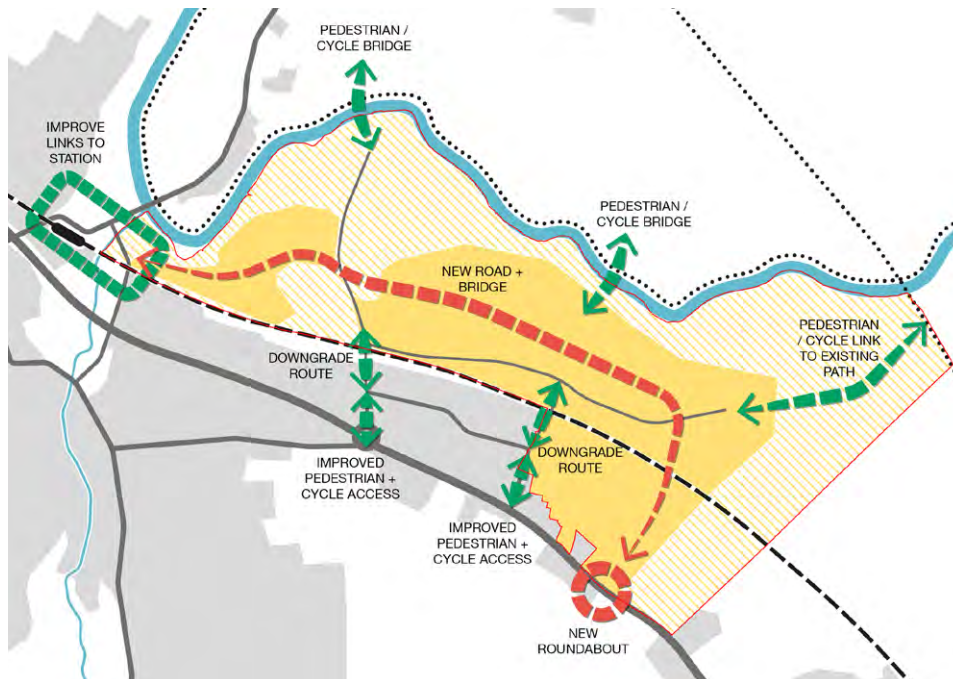 PEDESTRIAN /
CYCLE BRIDGE
IMPROVE
LINKS TO
STATION
PEDESTRIAN /
CYCLE BRIDGE
NEW ROAD +
BRIDGE
PEDESTRIAN
/ CYCLE LINK
TO EXISTING
PATH
DOWNGRADE
ROUTE
DOWNGRADE
ROUTE
IMPROVED
PEDESTRIAN +
CYCLE ACCESS
IMPROVED
PEDESTRIAN +
CYCLE ACCESS
NEW
ROUNDABOUT